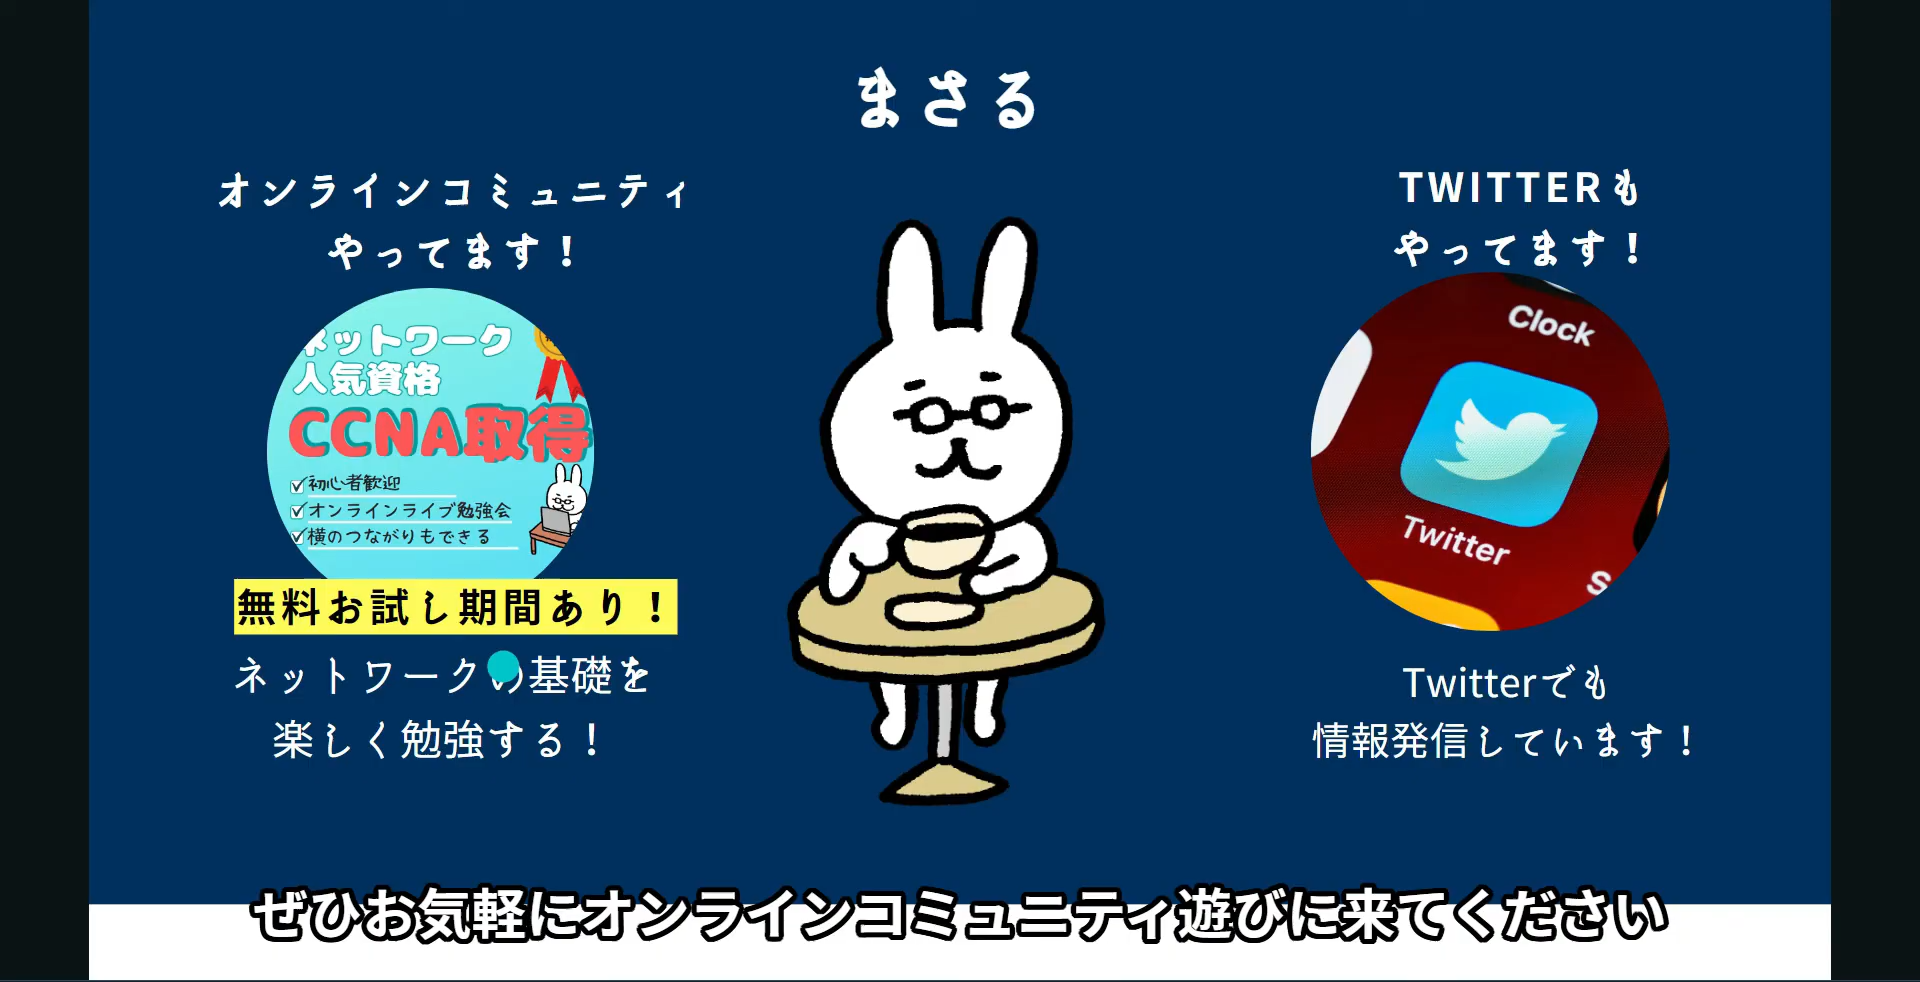 まさる
オンラインコミュニティ
やってます！
ネットワーク
人気資格
CCNA取得
初心者歓迎
オンラインライブ勉強会
横のつながりもできる
無料お試し期間あり！
ネットワークの基礎を
楽しく勉強する！
TWITTERも
やってます！
Clock
Twitter
S
Twitterでも
情報発信しています！
ぜひお気軽にオンラインコミュニティ遊びに来てください